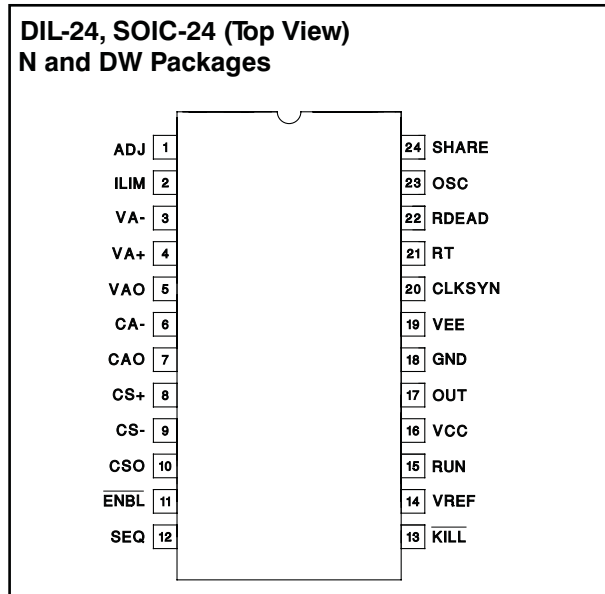 DIL-24, SOIC-24 (Top View)
N and DW Packages
ADJ 1
ILIM 2
VA- 3
VA+ 4
VAO 5
CA- 6
CAO 7
CS+ 8
CS- 9
CSO 10
E̅N̅B̅L̅ 11
SEQ 12
24 SHARE
23 OSC
22 RDEAD
21 RT
20 CLKSYN
19 VEE
18 GND
17 OUT
16 VCC
15 RUN
14 VREF
13 K̅I̅L̅L̅